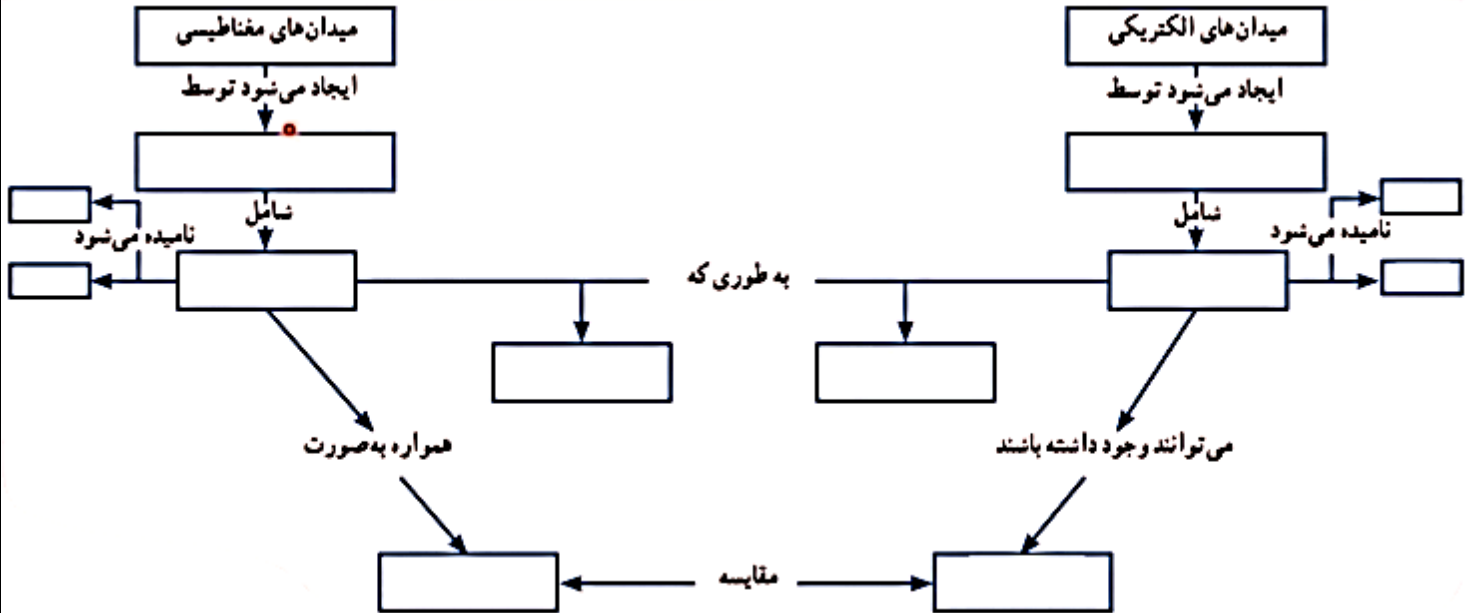 میدان‌های الکتریکی
میدان‌های مغناطیسی
ایجاد می‌شود توسط
ایجاد می‌شود توسط
شامل
شامل
نامیده می‌شود
نامیده می‌شود
به طوری که
می‌توانند وجود داشته باشند
همواره به‌صورت
مقایسه